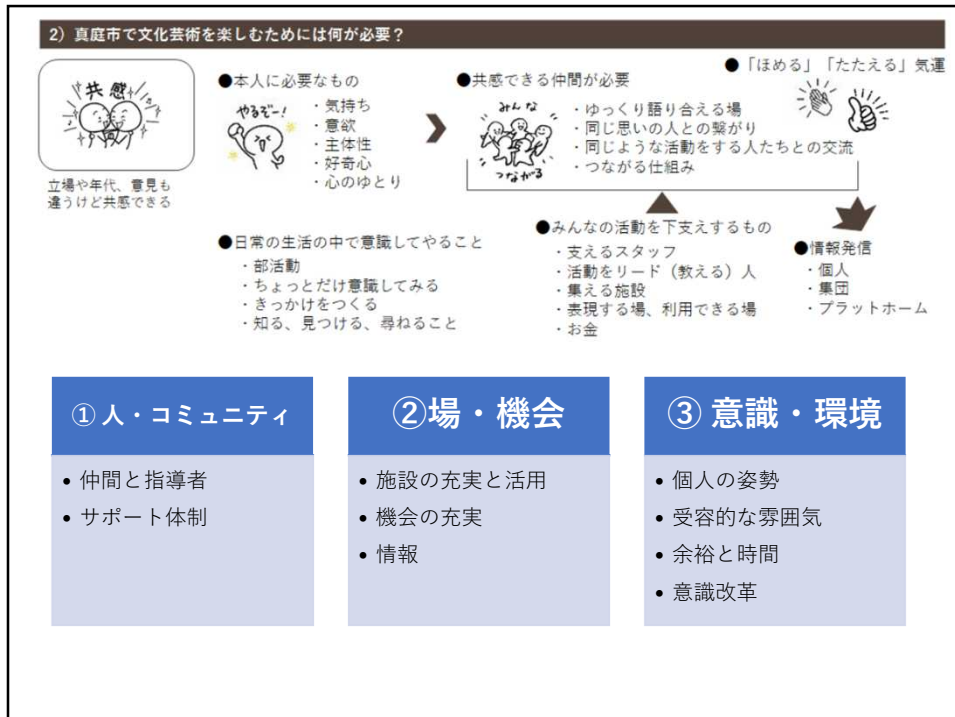 2）真庭市で文化芸術を楽しむためには何が必要？
共感
立場や年代、意見も
違うけど共感できる
●本人に必要なもの
やるぞー！
・気持ち
・意欲
・主体性
・好奇心
・心のゆとり
●共感できる仲間が必要
みんな
つながる
・ゆっくり語り合える場
・同じ思いの人との繋がり
・同じような活動をする人たちとの交流
・つながる仕組み
●「ほめる」「たたえる」気運
●日常の生活の中で意識してやること
・部活動
・ちょっとだけ意識してみる
・きっかけをつくる
・知る、見つける、尋ねること
●みんなの活動を下支えするもの
・支えるスタッフ
・活動をリード（教える）人
・集える施設
・表現する場、利用できる場
・お金
●情報発信
・個人
・集団
・プラットホーム
① 人・コミュニティ
• 仲間と指導者
• サポート体制
②場・機会
• 施設の充実と活用
• 機会の充実
• 情報
③ 意識・環境
• 個人の姿勢
• 受容的な雰囲気
• 余裕と時間
• 意識改革